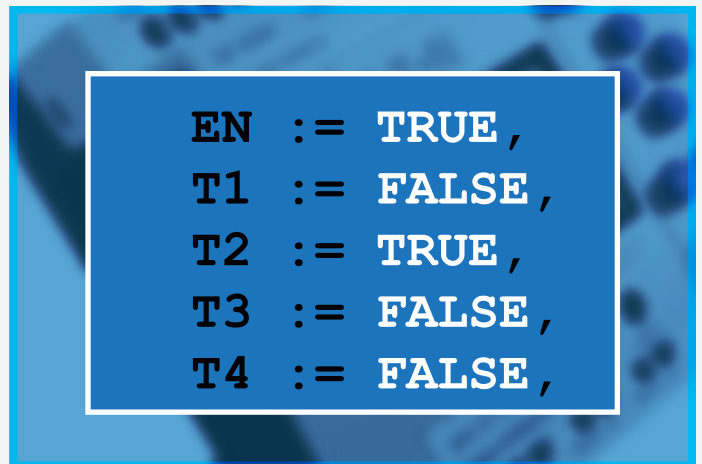 EN := TRUE,
T1 := FALSE,
T2 := TRUE,
T3 := FALSE,
T4 := FALSE,